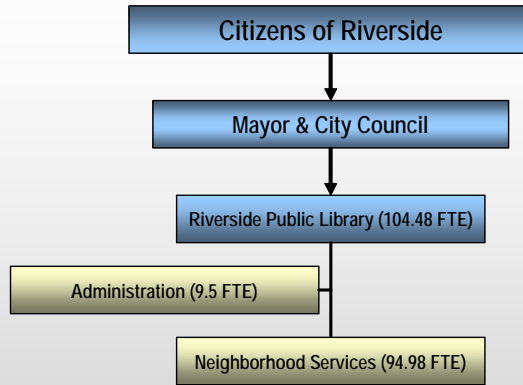 Citizens of Riverside
Mayor & City Council
Riverside Public Library (104.48 FTE)
Administration (9.5 FTE)
Neighborhood Services (94.98 FTE)